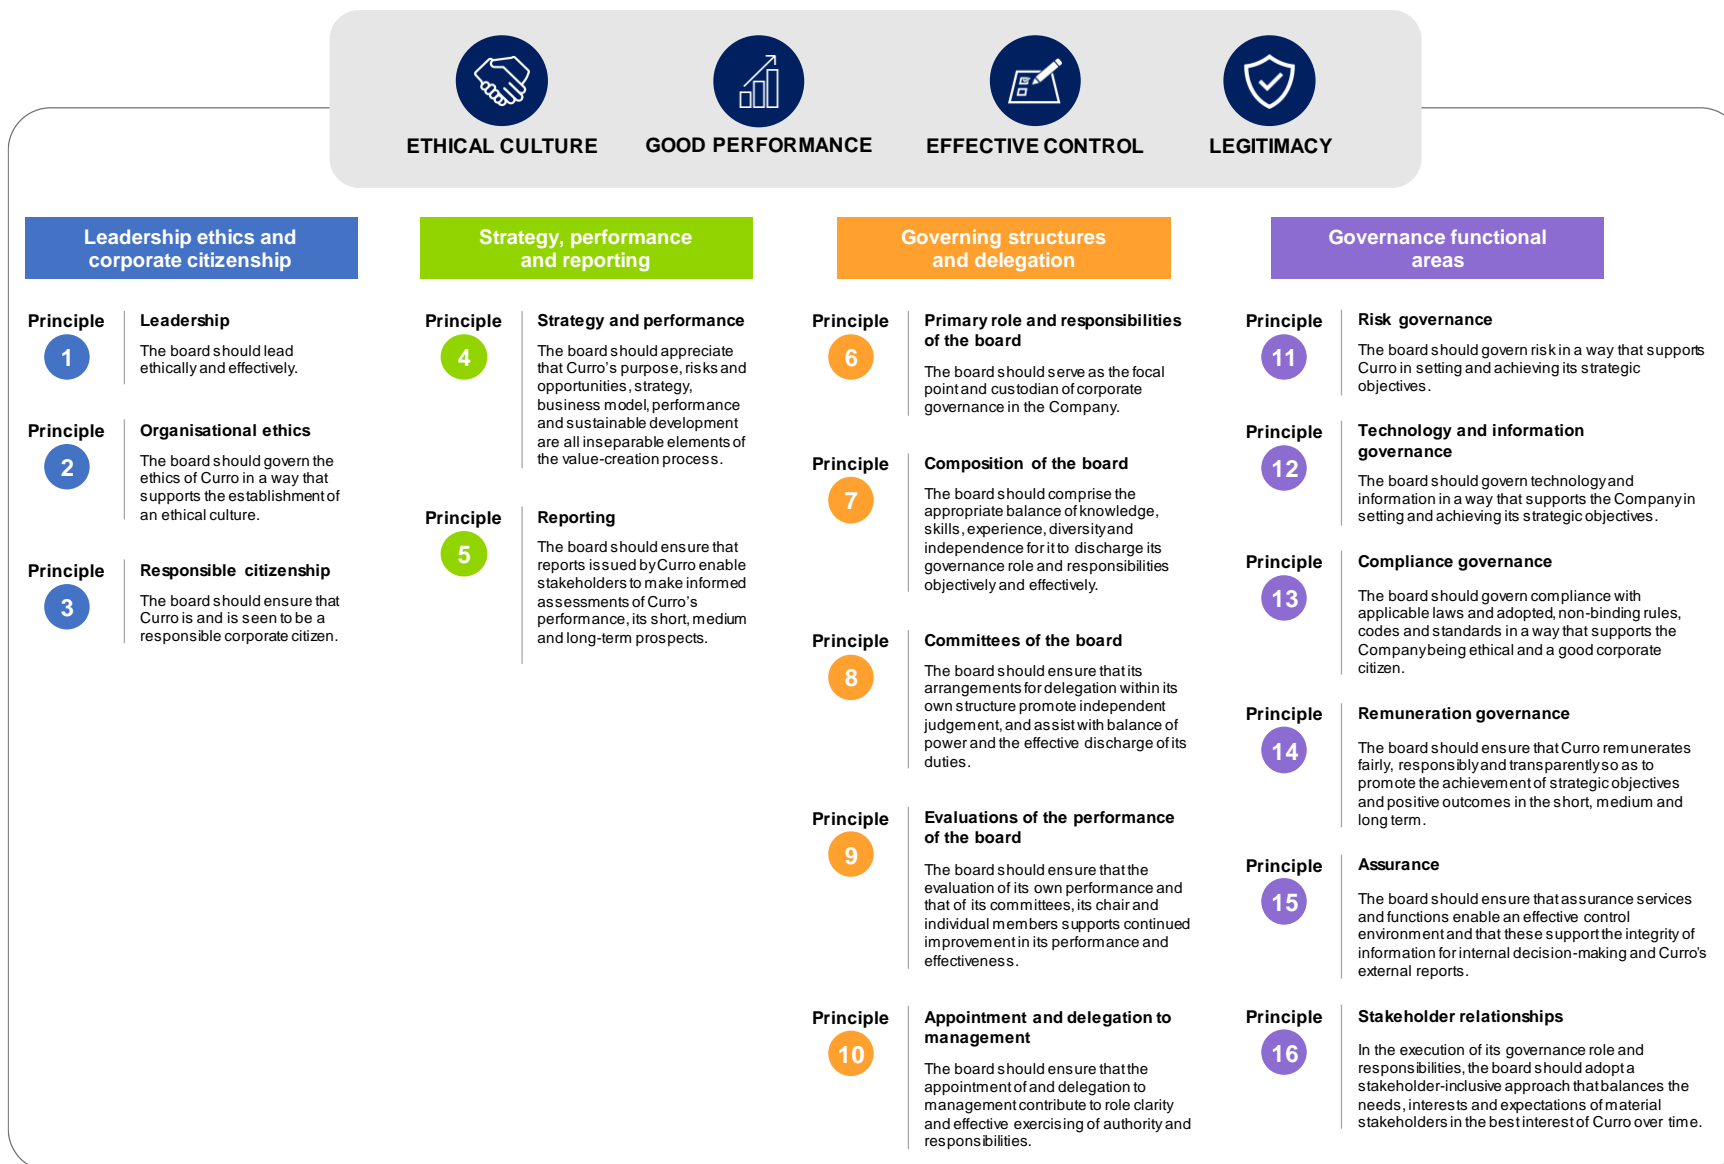 ETHICAL CULTURE
GOOD PERFORMANCE
EFFECTIVE CONTROL
LEGITIMACY
Leadership ethics and
corporate citizenship
Principle
1
Leadership
The board should lead
ethically and effectively.
Principle
2
Organisational ethics
The board should govern the
ethics of Curro in a way that
supports the establishment of
an ethical culture.
Principle
3
Responsible citizenship
The board should ensure that
Curro is and is seen to be a
responsible corporate citizen.
Strategy, performance
and reporting
Principle
4
Strategy and performance
The board should appreciate
that Curro's purpose, risks and
opportunities, strategy,
business model, performance
and sustainable development
are all inseparable elements of
the value-creation process.
Principle
5
Reporting
The board should ensure that
reports issued by Curro enable
stakeholders to make informed
assessments of Curro's
performance, its short, medium
and long-term prospects.
Governing structures
and delegation
Principle
6
Primary role and responsibilities
of the board
The board should serve as the focal
point and custodian of corporate
governance in the Company.
Principle
7
Composition of the board
The board should comprise the
appropriate balance of knowledge,
skills, experience, diversity and
independence for it to discharge its
governance role and responsibilities
objectively and effectively.
Principle
8
Committees of the board
The board should ensure that its
arrangements for delegation within its
own structure promote independent
judgement, and assist with balance of
power and the effective discharge of its
duties.
Principle
9
Evaluations of the performance
of the board
The board should ensure that the
evaluation of its own performance and
that of its committees, its chair and
individual members supports continued
improvement in its performance and
effectiveness.
Principle
10
Appointment and delegation to
management
The board should ensure that the
appointment of and delegation to
management contribute to role clarity
and effective exercising of authority and
responsibilities.
Governance functional
areas
Principle
11
Risk governance
The board should govern risk in a way that supports
Curro in setting and achieving its strategic
objectives.
Principle
12
Technology and information
governance
The board should govern technology and
information in a way that supports the Company in
setting and achieving its strategic objectives.
Principle
13
Compliance governance
The board should govern compliance with
applicable laws and adopted, non-binding rules,
codes and standards in a way that supports the
Company being ethical and a good corporate
citizen.
Principle
14
Remuneration governance
The board should ensure that Curro remunerates
fairly, responsibly and transparently so as to
promote the achievement of strategic objectives
and positive outcomes in the short, medium and
long term.
Principle
15
Assurance
The board should ensure that assurance services
and functions enable an effective control
environment and that these support the integrity of
information for internal decision-making and Curro's
external reports.
Principle
16
Stakeholder relationships
In the execution of its governance role and
responsibilities, the board should adopt a
stakeholder-inclusive approach that balances the
needs, interests and expectations of material
stakeholders in the best interest of Curro over time.